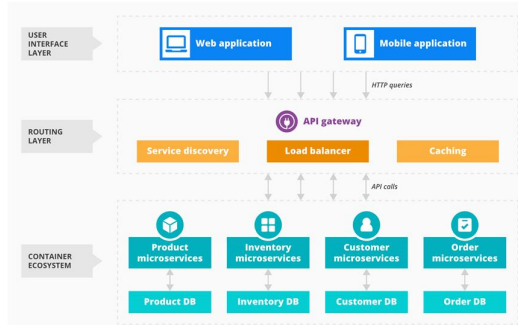 USER
INTERFACE
LAYER
Web application
Mobile application
HTTP queries
ROUTING
LAYER
API gateway
Service discovery
Load balancer
Caching
API calls
CONTAINER
ECOSYSTEM
Product
microservices
Inventory
microservices
Customer
microservices
Order
microservices
Product DB
Inventory DB
Customer DB
Order DB